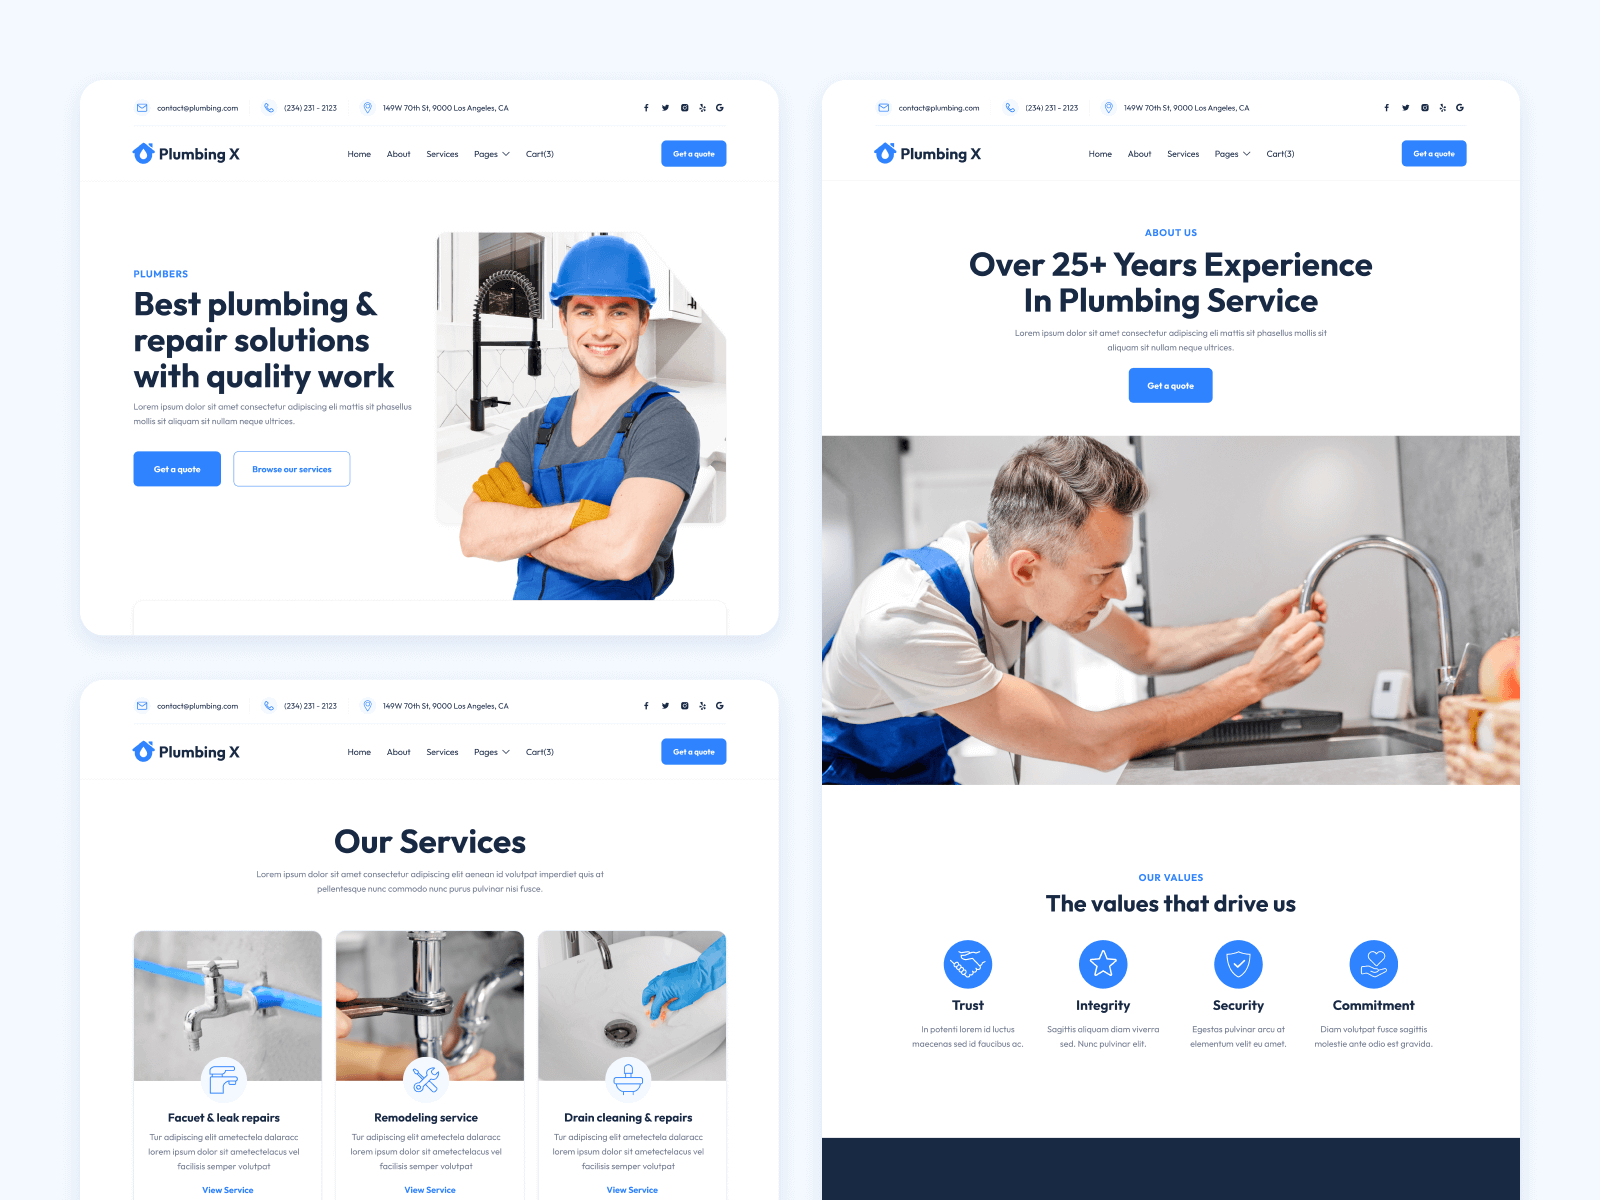 contact@plumbing.com
(234) 231 - 2123
149W 70th St, 9000 Los Angeles, CA
Plumbing X
Home
About
Services
Pages
Cart(3)
Get a quote
PLUMBERS
Best plumbing &
repair solutions
with quality work
Lorem ipsum dolor sit amet consectetur adipiscing eli mattis sit phasellus
mollis sit aliquam sit nullam neque ultrices.
Get a quote
Browse our services
contact@plumbing.com
(234) 231 - 2123
149W 70th St, 9000 Los Angeles, CA
Plumbing X
Home
About
Services
Pages
Cart(3)
Get a quote
Our Services
Lorem ipsum dolor sit amet consectetur adipiscing elit aenean id volutpat imperdiet quis at
pellentesque nunc commodo nunc purus pulvinar nisi fusce.
Facuet & leak repairs
Tur adipiscing elit ametectela dalaracc
lorem ipsum dolor sit ametectelacus vel
facilisis semper volutpat
View Service
Remodeling service
Tur adipiscing elit ametectela dalaracc
lorem ipsum dolor sit ametectelacus vel
facilisis semper volutpat
View Service
Drain cleaning & repairs
Tur adipiscing elit ametectela dalaracc
lorem ipsum dolor sit ametectelacus vel
facilisis semper volutpat
View Service
contact@plumbing.com
(234) 231 - 2123
149W 70th St, 9000 Los Angeles, CA
Plumbing X
Home
About
Services
Pages
Cart(3)
Get a quote
ABOUT US
Over 25+ Years Experience
In Plumbing Service
Lorem ipsum dolor sit amet consectetur adipiscing eli mattis sit phasellus mollis sit
aliquam sit nullam neque ultrices.
Get a quote
OUR VALUES
The values that drive us
Trust
In potenti lorem id luctus
maecenas sed id faucibus ac.
Integrity
Sagittis aliquam diam viverra
sed. Nunc pulvinar elit.
Security
Egestas pulvinar arcu at
elementum velit eu amet.
Commitment
Diam volutpat fusce sagittis
molestie ante odio est gravida.